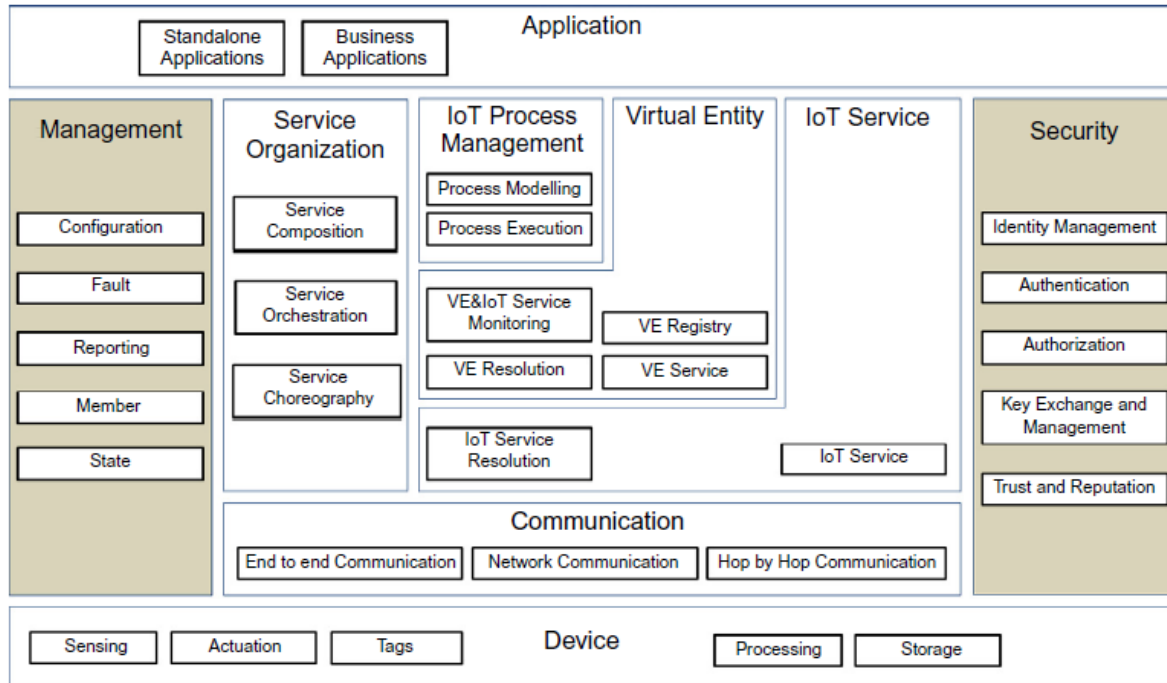 Application
Standalone
Applications
Business
Applications
Management
Configuration
Fault
Reporting
Member
State
Service
Organization
Service
Composition
Service
Orchestration
Service
Choreography
IoT Process
Management
Process Modelling
Process Execution
Virtual Entity
VE&IoT Service
Monitoring
VE Registry
VE Resolution
VE Service
IoT Service
IoT Service
Resolution
IoT Service
Security
Identity Management
Authentication
Authorization
Key Exchange and
Management
Trust and Reputation
Communication
End to end Communication
Network Communication
Hop by Hop Communication
Device
Sensing
Actuation
Tags
Processing
Storage